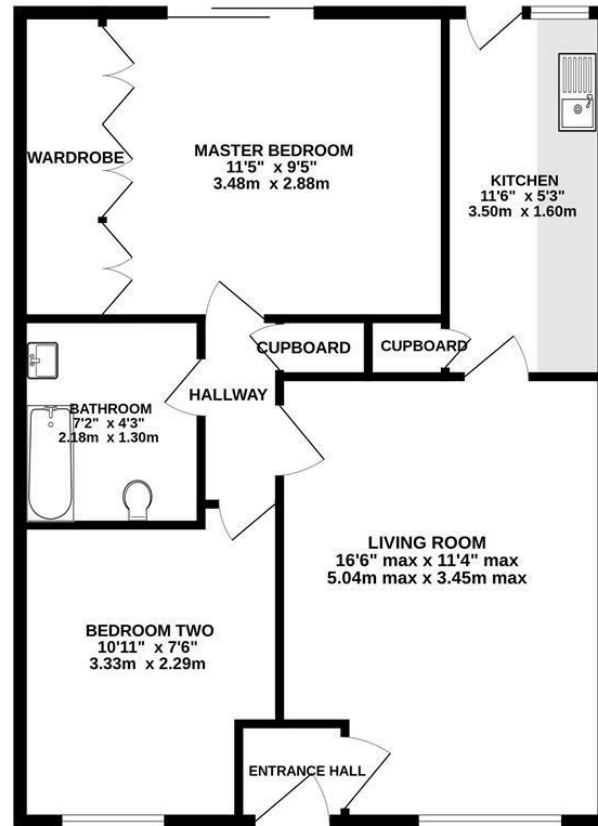 WARDROBE
MASTER BEDROOM
11'5" x 9'5"
3.48m x 2.88m
KITCHEN
11'6" x 5'3"
3.50m x 1.60m
CUPBOARD
CUPBOARD
HALLWAY
BATHROOM
7'2" x 4'3"
2.18m x 1.30m
LIVING ROOM
16'6" max x 11'4" max
5.04m max x 3.45m max
BEDROOM TWO
10'11" x 7'6"
3.33m x 2.29m
ENTRANCE HALL